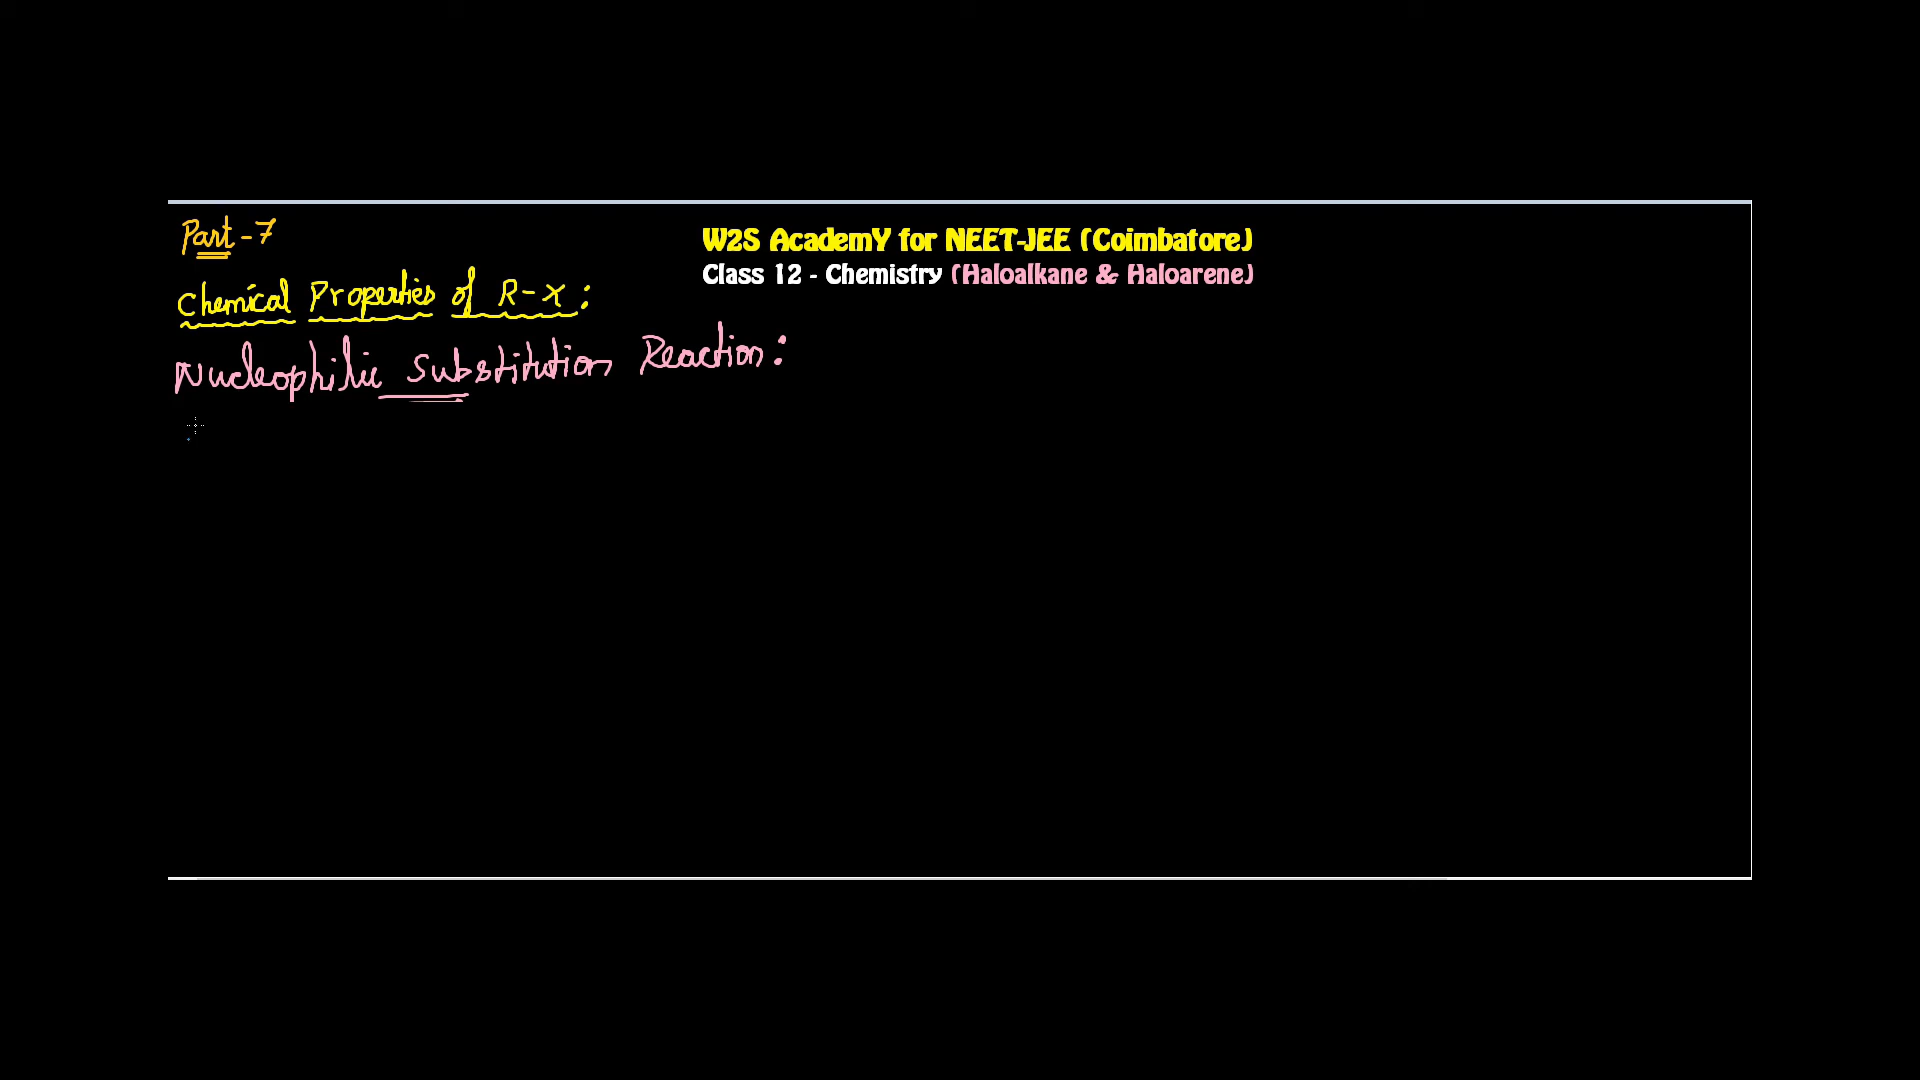 Part-7
W2S AcademY for NEET-JEE (Coimbatore)
Class 12 - Chemistry (Haloalkane & Haloarene)
Chemical Properties of R-X:
Nucleophilic Substitution Reaction: